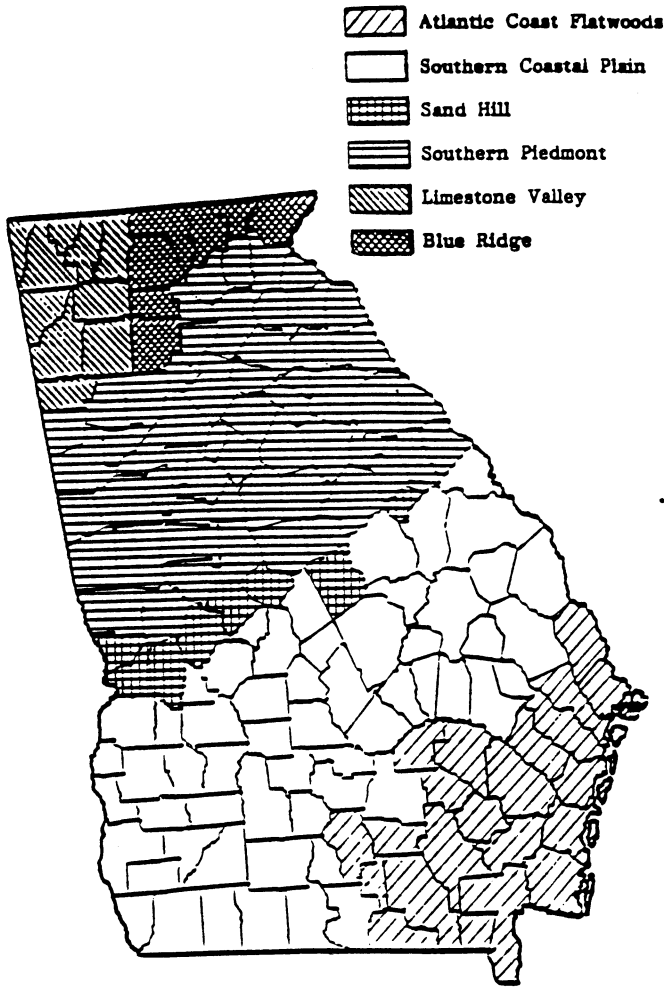 Atlantic Coast Flatwoods
Southern Coastal Plain
Sand Hill
Southern Piedmont
Limestone Valley
Blue Ridge